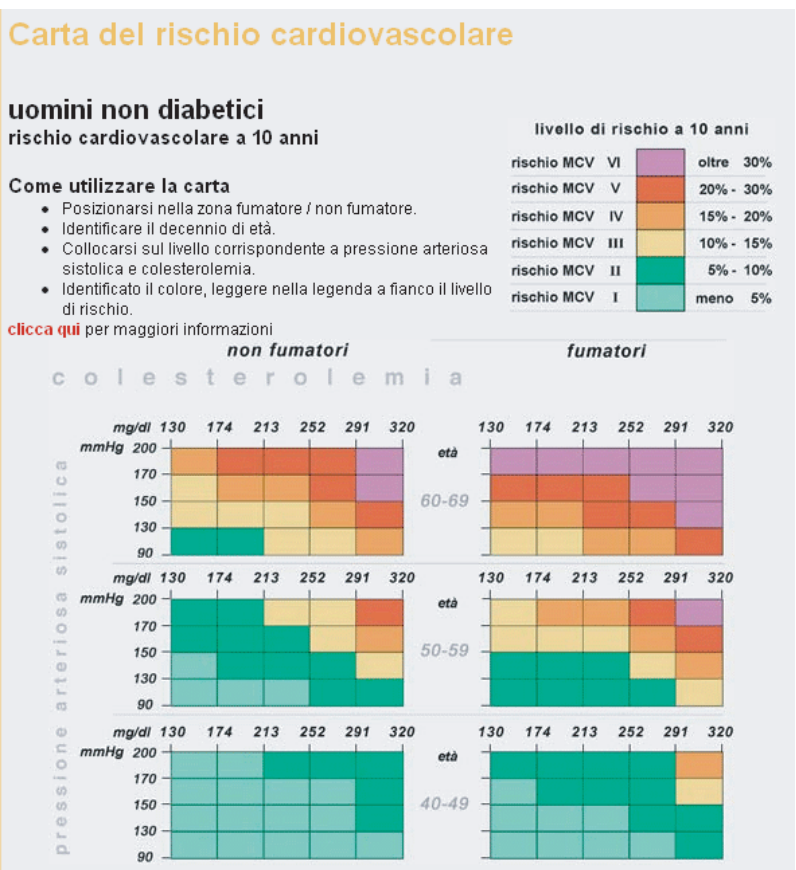 Carta del rischio cardiovascolare
uomini non diabetici
rischio cardiovascolare a 10 anni
Come utilizzare la carta
• Posizionarsi nella zona fumatore / non fumatore.
• Identificare il decennio di età.
• Collocarsi sul livello corrispondente a pressione arteriosa
sistolica e colesterolemia.
• Identificato il colore, leggere nella legenda a fianco il livello
di rischio.
clicca qui per maggiori informazioni
livello di rischio a 10 anni
rischio MCV VI oltre 30%
rischio MCV V 20% - 30%
rischio MCV IV 15% - 20%
rischio MCV III 10% - 15%
rischio MCV II 5% - 10%
rischio MCV I meno 5%
non fumatori fumatori
colesterolemia
pressione arteriosa sistolica
mg/dl 130 174 213 252 291 320 130 174 213 252 291 320
mmHg 200 età
170
150 60-69
130
90
mg/dl 130 174 213 252 291 320 130 174 213 252 291 320
mmHg 200 età
170
150 50-59
130
90
mg/dl 130 174 213 252 291 320 130 174 213 252 291 320
mmHg 200 età
170
150 40-49
130
90